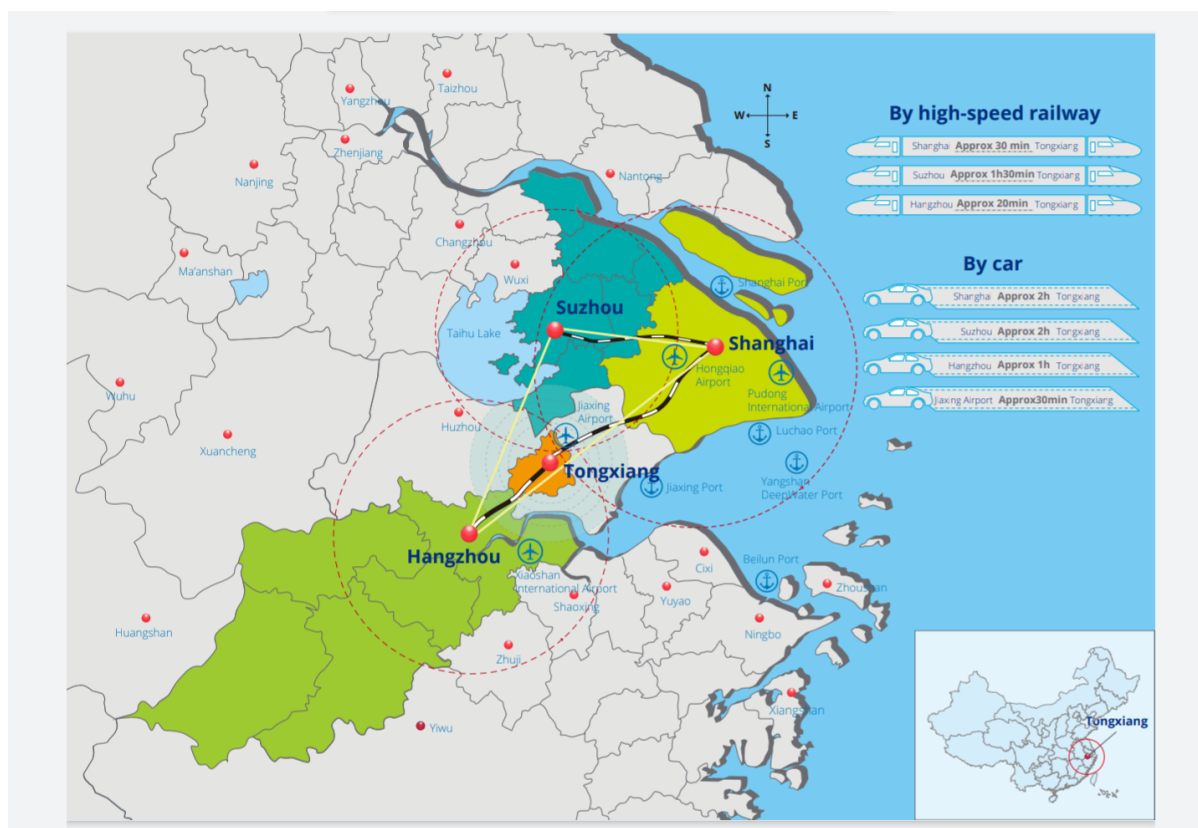 N
W
E
S
By high-speed railway
Shanghai Approx 30 min Tongxiang
Suzhou Approx 1h30min Tongxiang
Hangzhou Approx 20min Tongxiang
By car
Shanghai Approx 2h Tongxiang
Suzhou Approx 2h Tongxiang
Hangzhou Approx 1h Tongxiang
Jiaxing Airport Approx30min Tongxiang
Taizhou
Yangzhou
Zhenjiang
Nanjing
Nantong
Changzhou
Ma'anshan
Wuxi
Shanghai Port
Suzhou
Taihu Lake
Shanghai
Hongqiao
Airport
Pudong
International Airport
Wuhu
Jiaxing
Airport
Huzhou
Luchao Port
Xuancheng
Tongxiang
Jiaxing Port
Yangshan
DeepWater Port
Hangzhou
Xiaoshan
International Airport
Cixi
Beilun Port
Zhoushan
Shaoxing
Yuyao
Ningbo
Huangshan
Zhuji
Xiangshan
Yiwu
Tongxiang